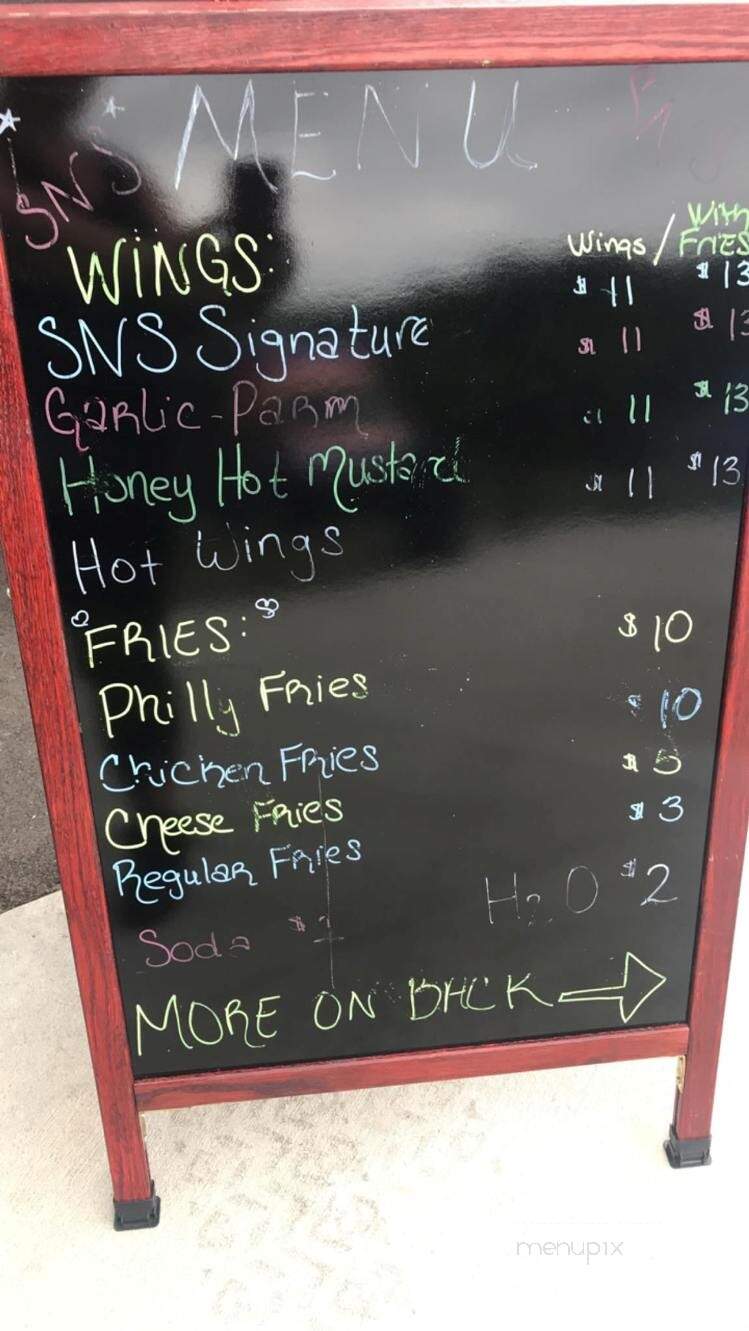 SNS MENU
WINGS: Wings / With FRIES
SNS Signature $ 11 $ 13
Garlic-Parm $ 11 $ 13
Honey Hot Mustard $ 11 $ 13
Hot Wings $ 11 $ 13
FRIES:
Philly Fries $ 10
Chicken Fries $ 10
Cheese Fries $ 5
Regular Fries $ 3
Soda $ H2O $ 2
MORE ON BACK
menupix